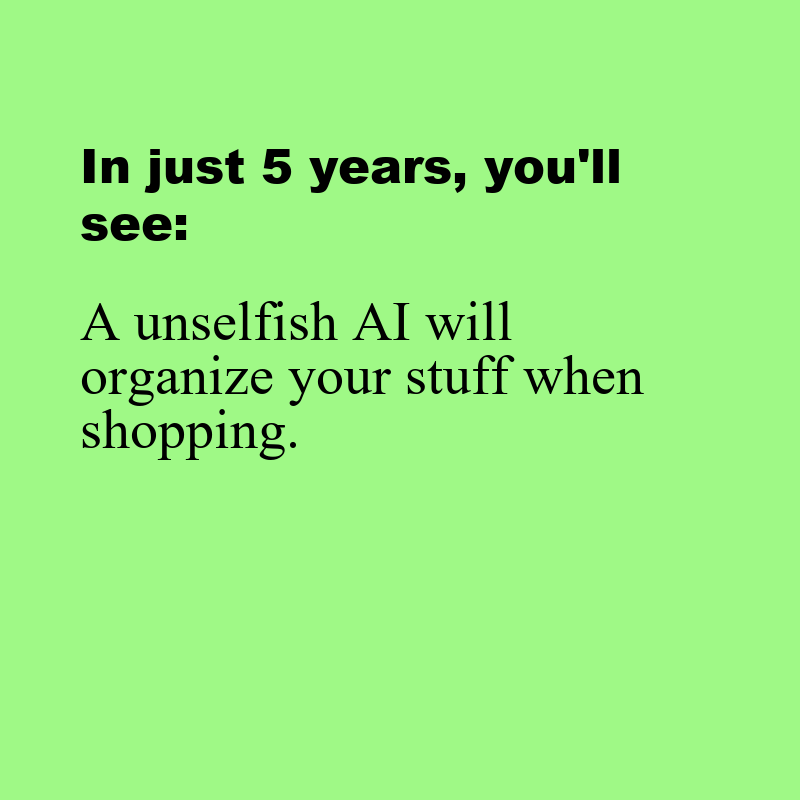 In just 5 years, you'll
see:
A unselfish AI will
organize your stuff when
shopping.